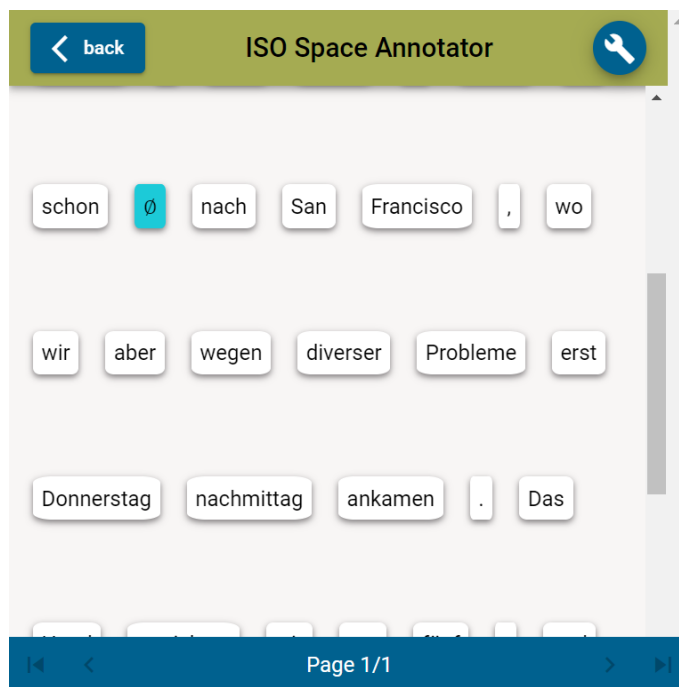 back ISO Space Annotator
schon Ø nach San Francisco , wo
wir aber wegen diverser Probleme erst
Donnerstag nachmittag ankamen . Das
Page 1/1